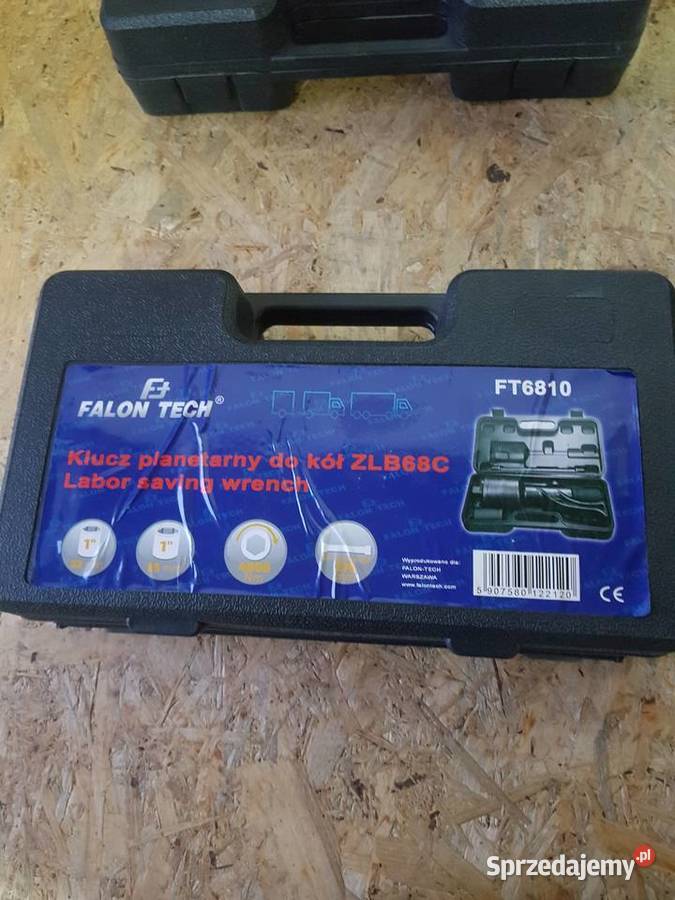 FALON TECH®
FT6810
Klucz planetarny do kół ZLB68C
Labor saving wrench
1"
1"
4800
Wyprodukowano dla:
FALON-TECH
WARSZAWA
www.falontech.com
5 907580 122120
CE
Sprzedajemy.pl